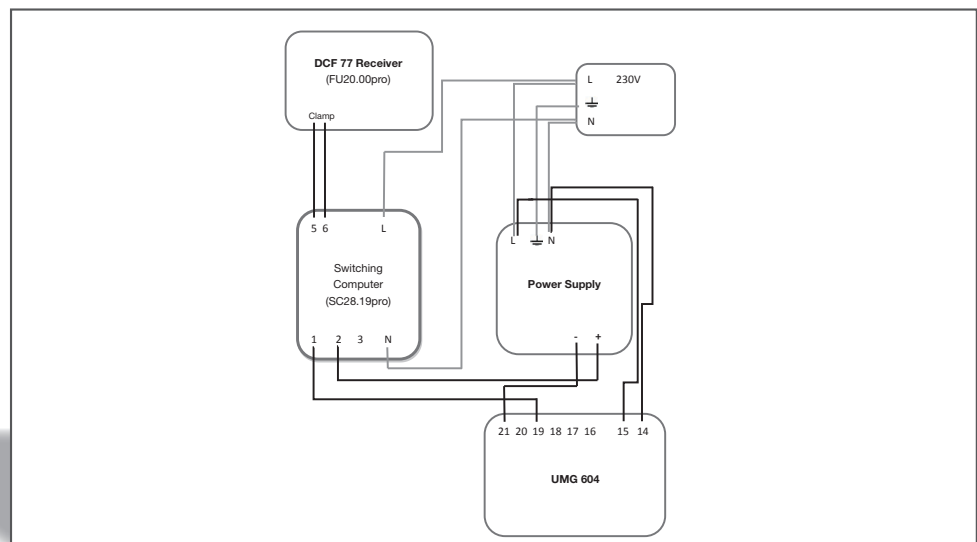 DCF 77 Receiver
(FU20.00pro)
Clamp
L 230V
N
5 6 L
Switching
Computer
(SC28.19pro)
1 2 3 N
L N
Power Supply
- +
21 20 19 18 17 16 15 14
UMG 604